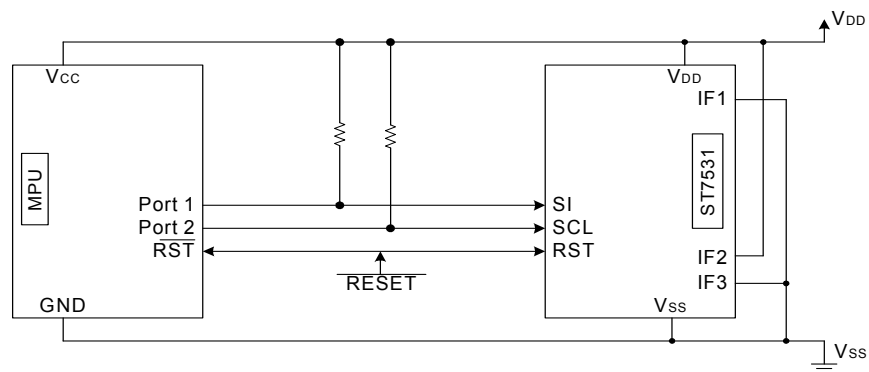 VDD
VCC
VDD
IF1
MPU
ST7531
Port 1
SI
Port 2
SCL
RST
RST
IF2
RESET
IF3
GND
VSS
VSS